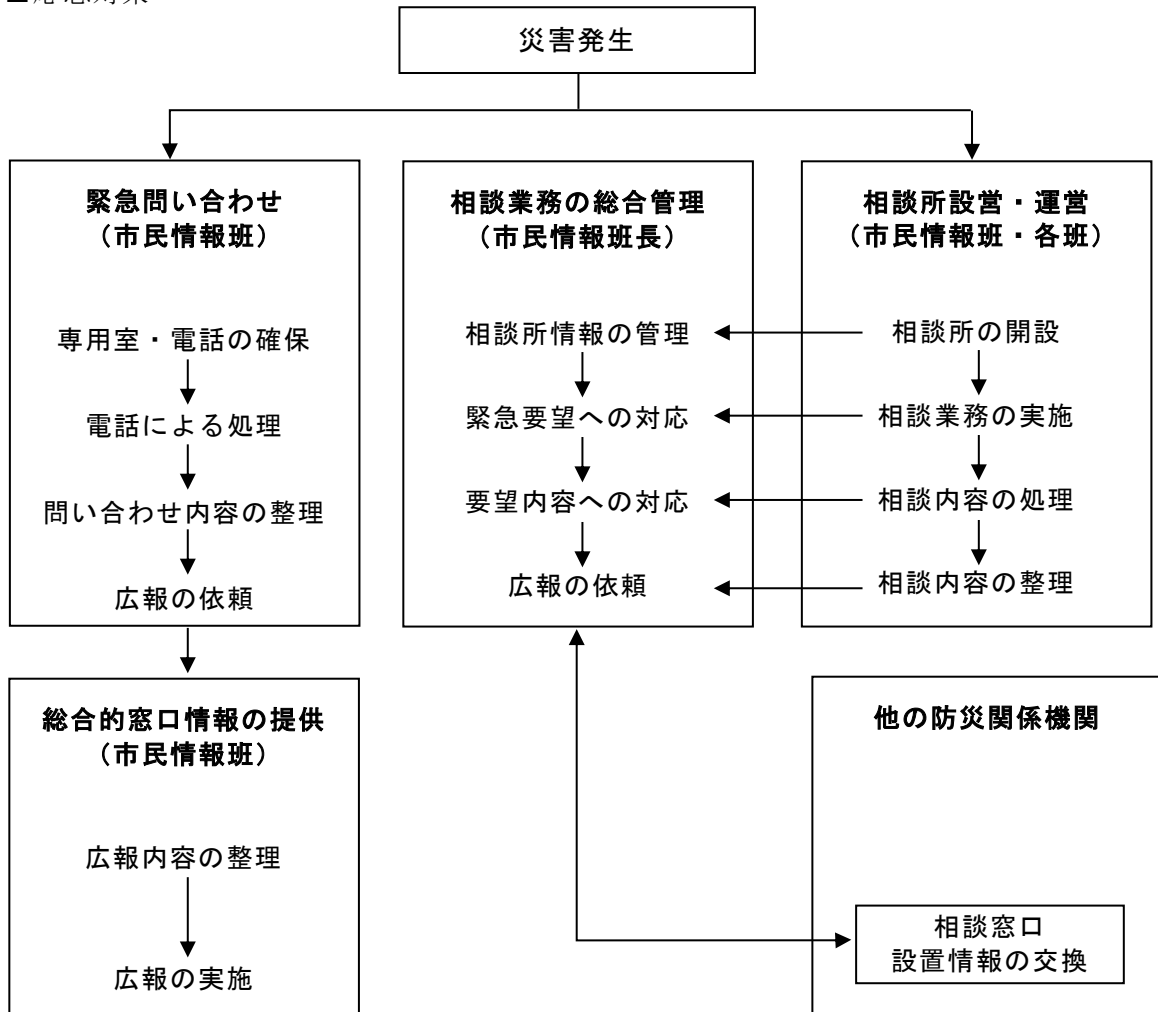 災害発生
緊急問い合わせ
（市民情報班）
専用室・電話の確保
電話による処理
問い合わせ内容の整理
広報の依頼
相談業務の総合管理
（市民情報班長）
相談所情報の管理
緊急要望への対応
要望内容への対応
広報の依頼
相談所設営・運営
（市民情報班・各班）
相談所の開設
相談業務の実施
相談内容の処理
相談内容の整理
総合的窓口情報の提供
（市民情報班）
広報内容の整理
広報の実施
他の防災関係機関
相談窓口
設置情報の交換